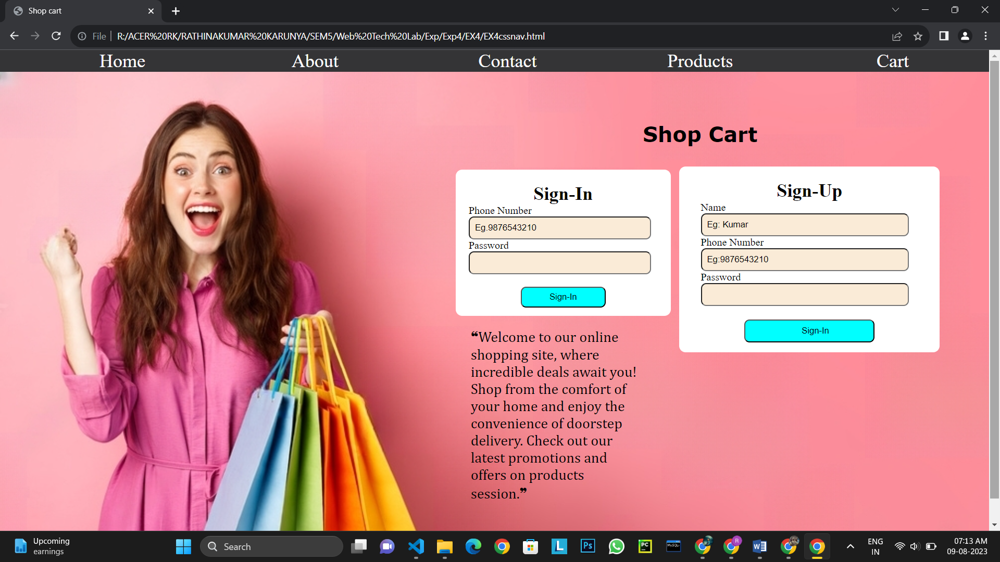 Shop cart
File
R:/ACER%20RK/RATHINAKUMAR%20KARUNYA/SEM5/Web%20Tech%20Lab/Exp/Exp4/EX4/EX4cssnav.html
Home About Contact Products Cart
Shop Cart
Sign-In
Phone Number
Eg.9876543210
Password
Sign-In
Sign-Up
Name
Eg: Kumar
Phone Number
Eg:9876543210
Password
Sign-In
❝Welcome to our online
shopping site, where
incredible deals await you!
Shop from the comfort of
your home and enjoy the
convenience of doorstep
delivery. Check out our
latest promotions and
offers on products
session.❞
Upcoming
earnings
Search
L
Ps
PC
MySQL
R
W
ENG
IN
07:13 AM
09-08-2023